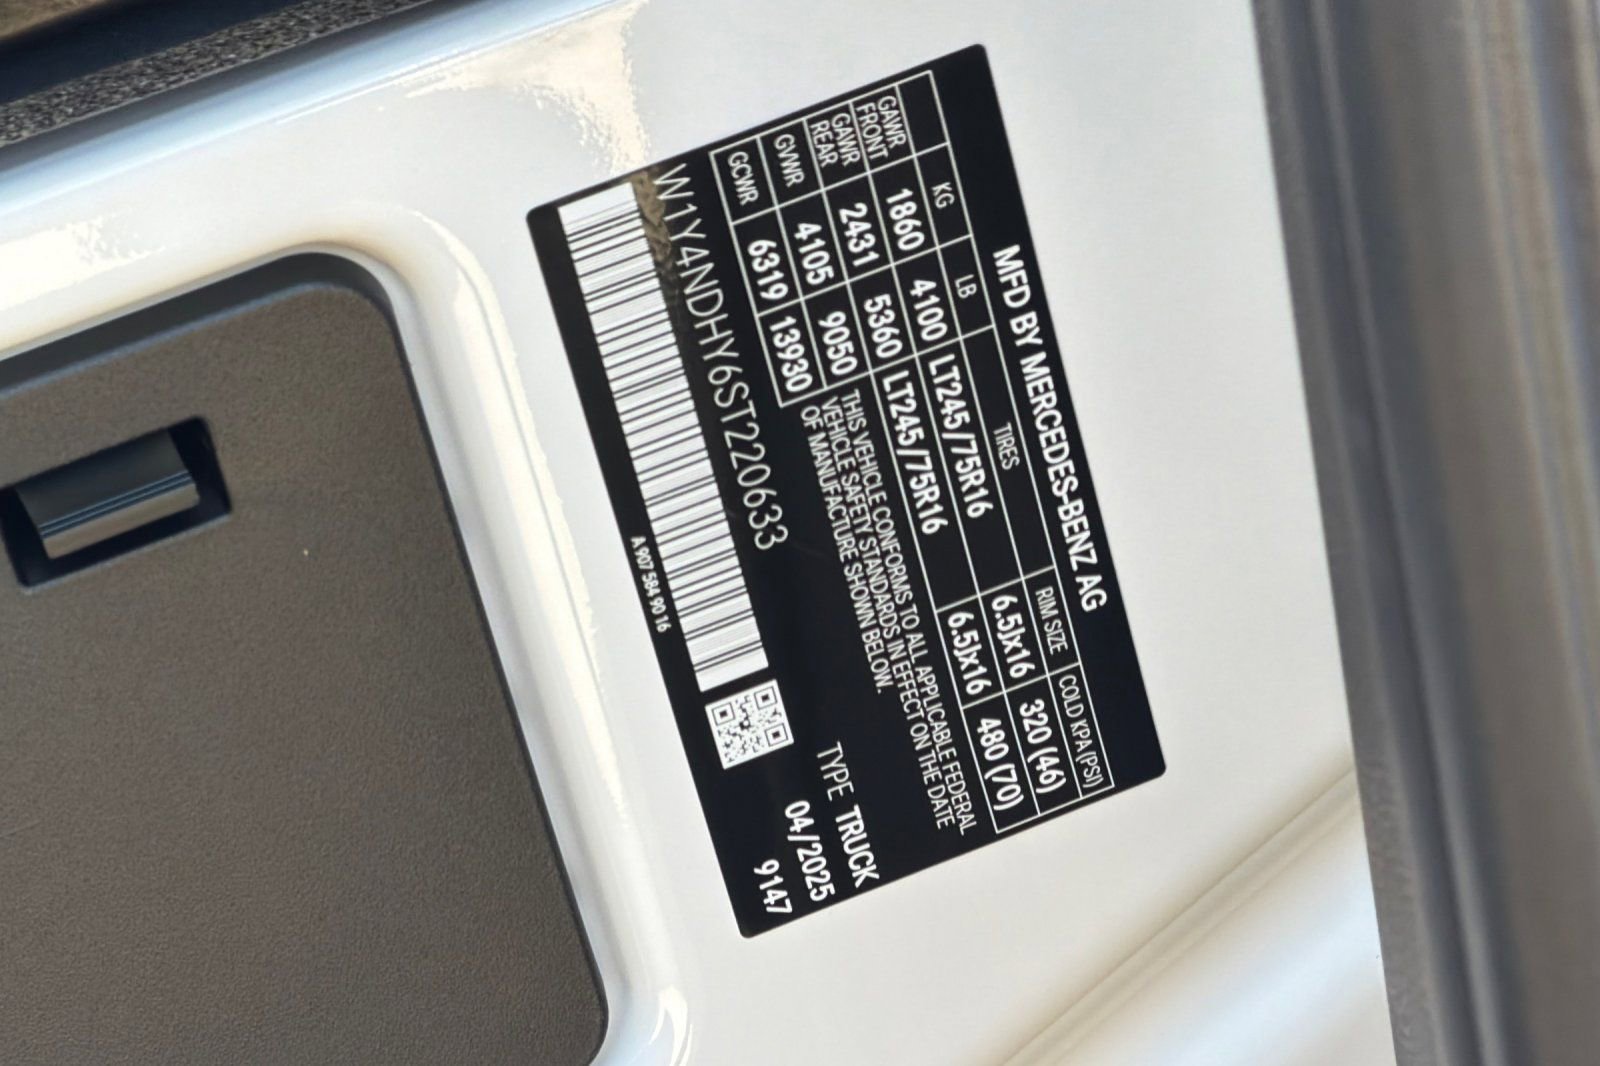 MFD BY MERCEDES-BENZ AG
KG LB TIRES RIM SIZE COLD KPA(PSI)
GAWR FRONT 1860 4100 LT245/75R16 6.5Jx16 320 (46)
GAWR REAR 2431 5360 LT245/75R16 6.5Jx16 480 (70)
GVWR 4105 9050
GCWR 6319 13930
THIS VEHICLE CONFORMS TO ALL APPLICABLE FEDERAL
VEHICLE SAFETY STANDARDS IN EFFECT ON THE DATE
OF MANUFACTURE SHOWN BELOW.
W1Y4NDHY6ST220633
TYPE TRUCK
04/2025
9147
A 907 584 90 16